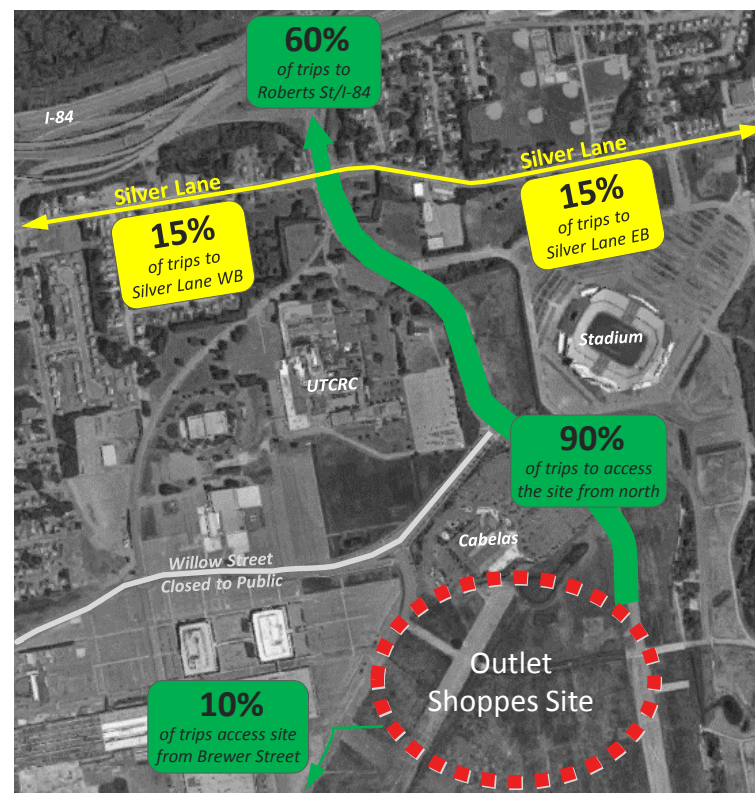 60%
of trips to
Roberts St/I-84
I-84
Silver Lane
Silver Lane
15%
of trips to
Silver Lane EB
15%
of trips to
Silver Lane WB
Stadium
UTCRC
90%
of trips to access
the site from north
Cabelas
Willow Street
Closed to Public
Outlet
Shoppes Site
10%
of trips access site
from Brewer Street